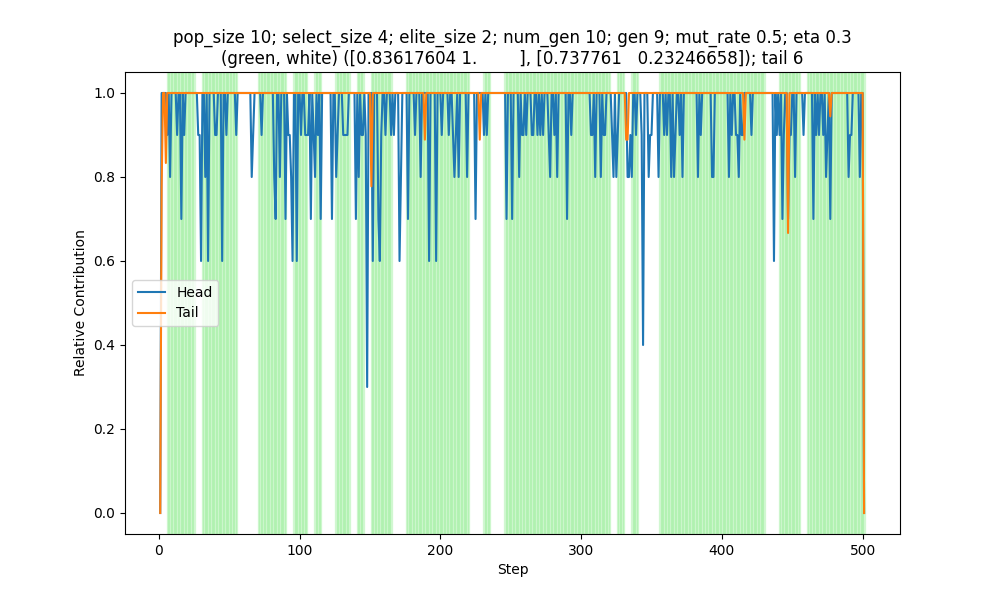 pop_size 10; select_size 4; elite_size 2; num_gen 10; gen 9; mut_rate 0.5; eta 0.3
(green, white) ([0.83617604 1.        ], [0.737761   0.23246658]); tail 6
1.0
0.8
0.6
0.4
0.2
0.0
Relative Contribution
Head
Tail
0
100
200
300
400
500
Step